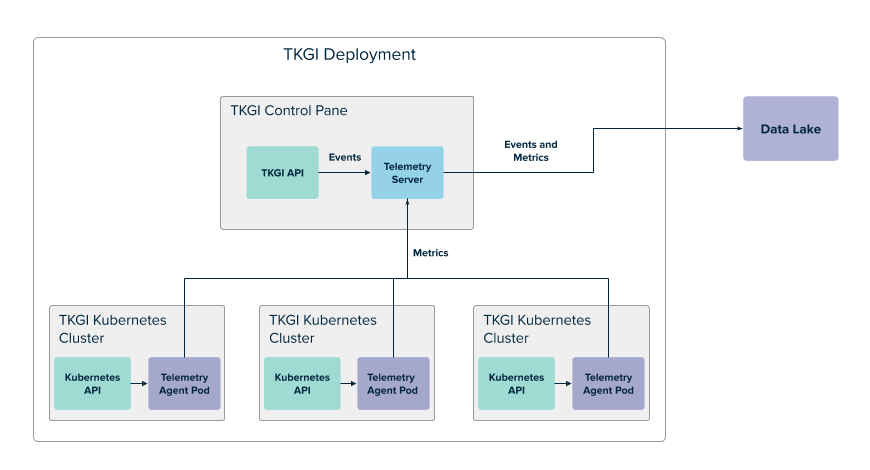 TKGI Deployment
TKGI Control Pane
TKGI API
Events
Telemetry
Server
Events and
Metrics
Data Lake
Metrics
TKGI Kubernetes
Cluster
Kubernetes
API
Telemetry
Agent Pod
TKGI Kubernetes
Cluster
Kubernetes
API
Telemetry
Agent Pod
TKGI Kubernetes
Cluster
Kubernetes
API
Telemetry
Agent Pod